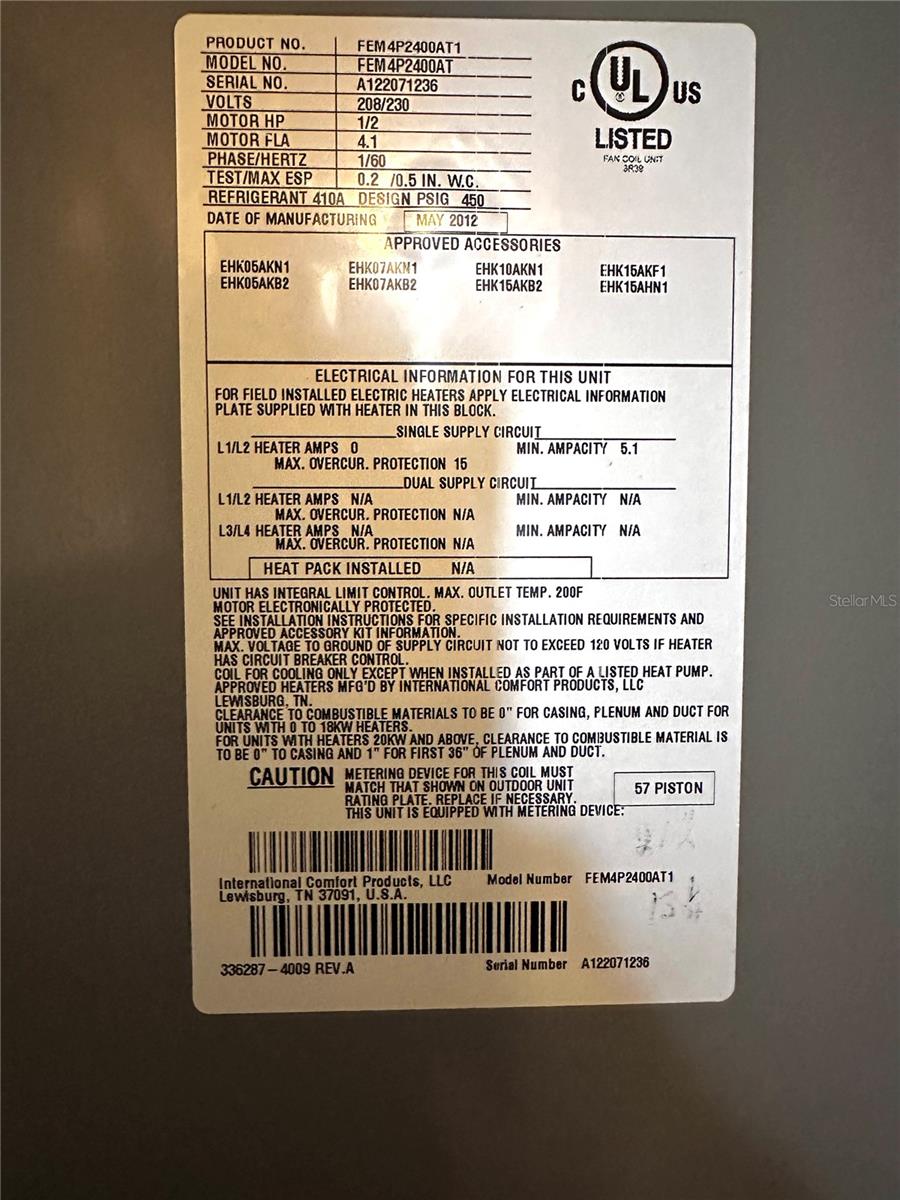 PRODUCT NO. FEM4P2400AT1
MODEL NO. FEM4P2400AT
SERIAL NO. A122071236
VOLTS 208/230
MOTOR HP 1/2
MOTOR FLA 4.1
PHASE/HERTZ 1/60
TEST/MAX ESP 0.2 /0.5 IN. W.C.
REFRIGERANT 410A DESIGN PSIG 450
DATE OF MANUFACTURING MAY 2012
C UL US
LISTED
FAN COIL UNIT
3R38
APPROVED ACCESSORIES
EHK05AKN1 EHK07AKN1 EHK10AKN1 EHK15AKF1
EHK05AKB2 EHK07AKB2 EHK15AKB2 EHK15AHN1
ELECTRICAL INFORMATION FOR THIS UNIT
FOR FIELD INSTALLED ELECTRIC HEATERS APPLY ELECTRICAL INFORMATION
PLATE SUPPLIED WITH HEATER IN THIS BLOCK.
SINGLE SUPPLY CIRCUIT
L1/L2 HEATER AMPS 0 MIN. AMPACITY 5.1
MAX. OVERCUR. PROTECTION 15
DUAL SUPPLY CIRCUIT
L1/L2 HEATER AMPS N/A MIN. AMPACITY N/A
MAX. OVERCUR. PROTECTION N/A
L3/L4 HEATER AMPS N/A MIN. AMPACITY N/A
MAX. OVERCUR. PROTECTION N/A
HEAT PACK INSTALLED N/A
UNIT HAS INTEGRAL LIMIT CONTROL. MAX. OUTLET TEMP. 200F
MOTOR ELECTRONICALLY PROTECTED.
SEE INSTALLATION INSTRUCTIONS FOR SPECIFIC INSTALLATION REQUIREMENTS AND
APPROVED ACCESSORY KIT INFORMATION.
MAX. VOLTAGE TO GROUND OF SUPPLY CIRCUIT NOT TO EXCEED 120 VOLTS IF HEATER
HAS CIRCUIT BREAKER CONTROL.
COIL FOR COOLING ONLY EXCEPT WHEN INSTALLED AS PART OF A LISTED HEAT PUMP.
APPROVED HEATERS MFG'D BY INTERNATIONAL COMFORT PRODUCTS, LLC
LEWISBURG, TN.
CLEARANCE TO COMBUSTIBLE MATERIALS TO BE 0" FOR CASING, PLENUM AND DUCT FOR
UNITS WITH 0 TO 18KW HEATERS.
FOR UNITS WITH HEATERS 20KW AND ABOVE, CLEARANCE TO COMBUSTIBLE MATERIAL IS
TO BE 0" TO CASING AND 1" FOR FIRST 36" OF PLENUM AND DUCT.
CAUTION METERING DEVICE FOR THIS COIL MUST
MATCH THAT SHOWN ON OUTDOOR UNIT
RATING PLATE. REPLACE IF NECESSARY.
THIS UNIT IS EQUIPPED WITH METERING DEVICE:
57 PISTON
International Comfort Products, LLC Model Number FEM4P2400AT1
Lewisburg, TN 37091, U.S.A.
336287-4009 REV.A Serial Number A122071236
Stellar MLS